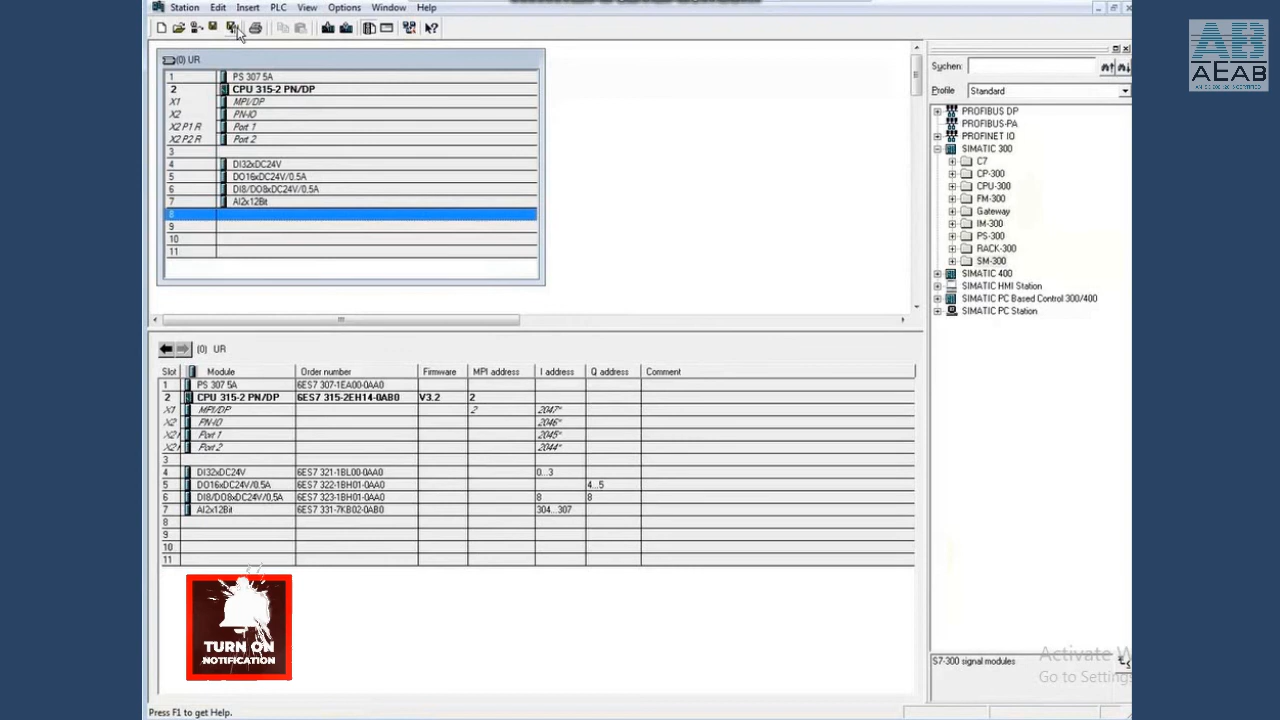 Station Edit Insert PLC View Options Window Help
(0) UR
1 PS 307 5A
2 CPU 315-2 PN/DP
X1 MPI/DP
X2 PN-IO
X2 P1 R Port 1
X2 P2 R Port 2
3
4 DI32xDC24V
5 DO16xDC24V/0.5A
6 DI8/DO8xDC24V/0.5A
7 AI2x12Bit
8
9
10
11
Suchen:
Profile Standard
PROFIBUS DP
PROFIBUS-PA
PROFINET IO
SIMATIC 300
C7
CP-300
CPU-300
FM-300
Gateway
IM-300
PS-300
RACK-300
SM-300
SIMATIC 400
SIMATIC HMI Station
SIMATIC PC Based Control 300/400
SIMATIC PC Station
AEAB
(0) UR
Slot Module Order number Firmware MPI address I address Q address Comment
1 PS 307 5A 6ES7 307-1EA00-0AA0
2 CPU 315-2 PN/DP 6ES7 315-2EH14-0AB0 V3.2 2
X1 MPI/DP 2 2047*
X2 PN-IO 2046*
X2 Port 1 2045*
X2 Port 2 2044*
3
4 DI32xDC24V 6ES7 321-1BL00-0AA0 0...3
5 DO16xDC24V/0.5A 6ES7 322-1BH01-0AA0 4...5
6 DI8/DO8xDC24V/0.5A 6ES7 323-1BH01-0AA0 8 8
7 AI2x12Bit 6ES7 331-7KB02-0AB0 304...307
8
9
10
11
TURN ON
NOTIFICATION
S7-300 signal modules
Activate W
Go to Settings
Press F1 to get Help.